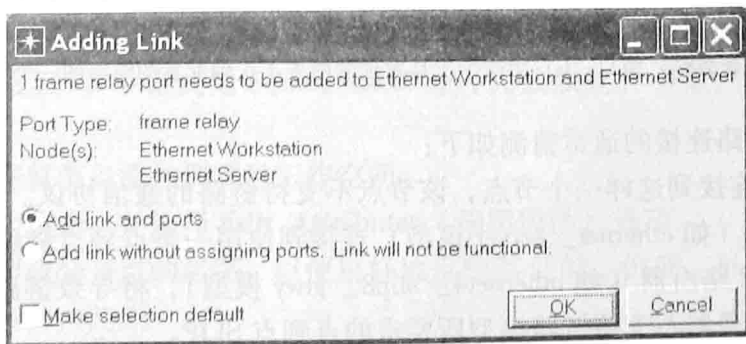 Adding Link
1 frame relay port needs to be added to Ethernet Workstation and Ethernet Server
Port Type: frame relay
Node(s): Ethernet Workstation
Ethernet Server
Add link and ports
Add link without assigning ports. Link will not be functional.
Make selection default
OK
Cancel